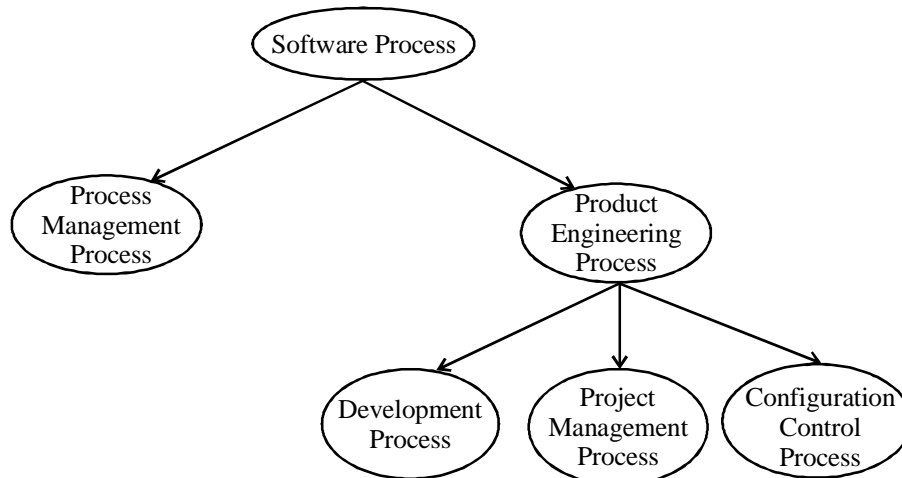 Software Process
Process
Management
Process
Product
Engineering
Process
Development
Process
Project
Management
Process
Configuration
Control
Process